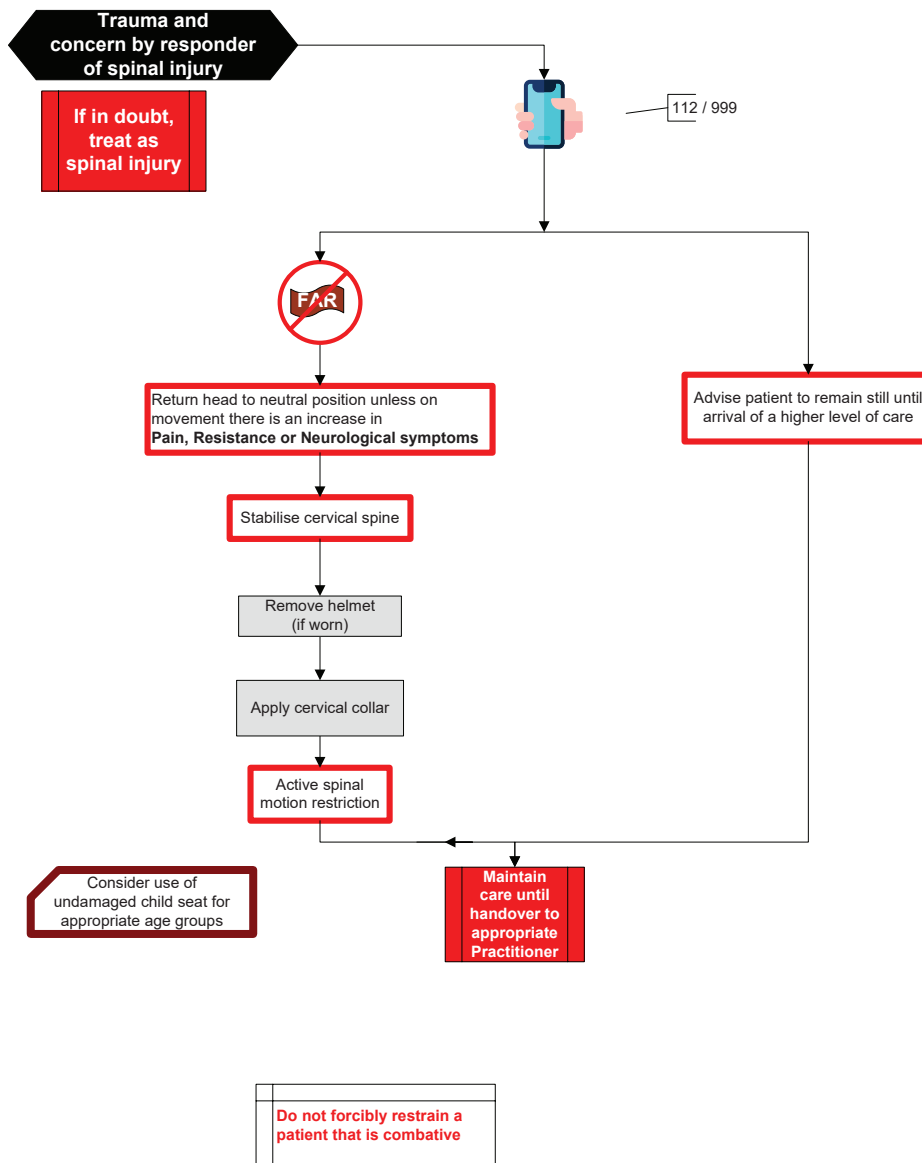 Trauma and
concern by responder
of spinal injury
If in doubt,
treat as
spinal injury
112 / 999
FAR
Return head to neutral position unless on
movement there is an increase in
Pain, Resistance or Neurological symptoms
Advise patient to remain still until
arrival of a higher level of care
Stabilise cervical spine
Remove helmet
(if worn)
Apply cervical collar
Active spinal
motion restriction
Consider use of
undamaged child seat for
appropriate age groups
Maintain
care until
handover to
appropriate
Practitioner
Do not forcibly restrain a
patient that is combative